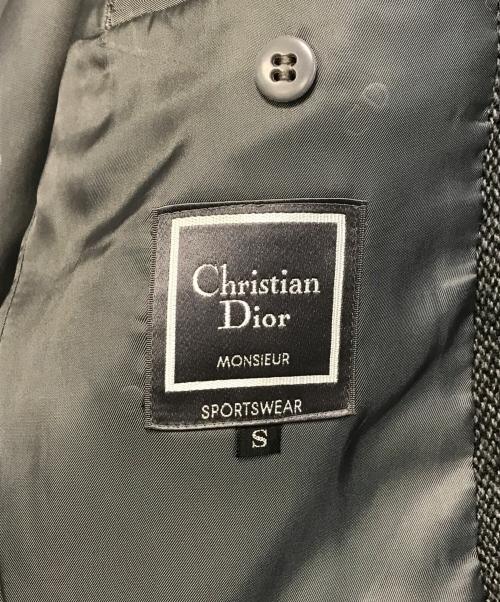 Christian
Dior
MONSIEUR
SPORTSWEAR
S